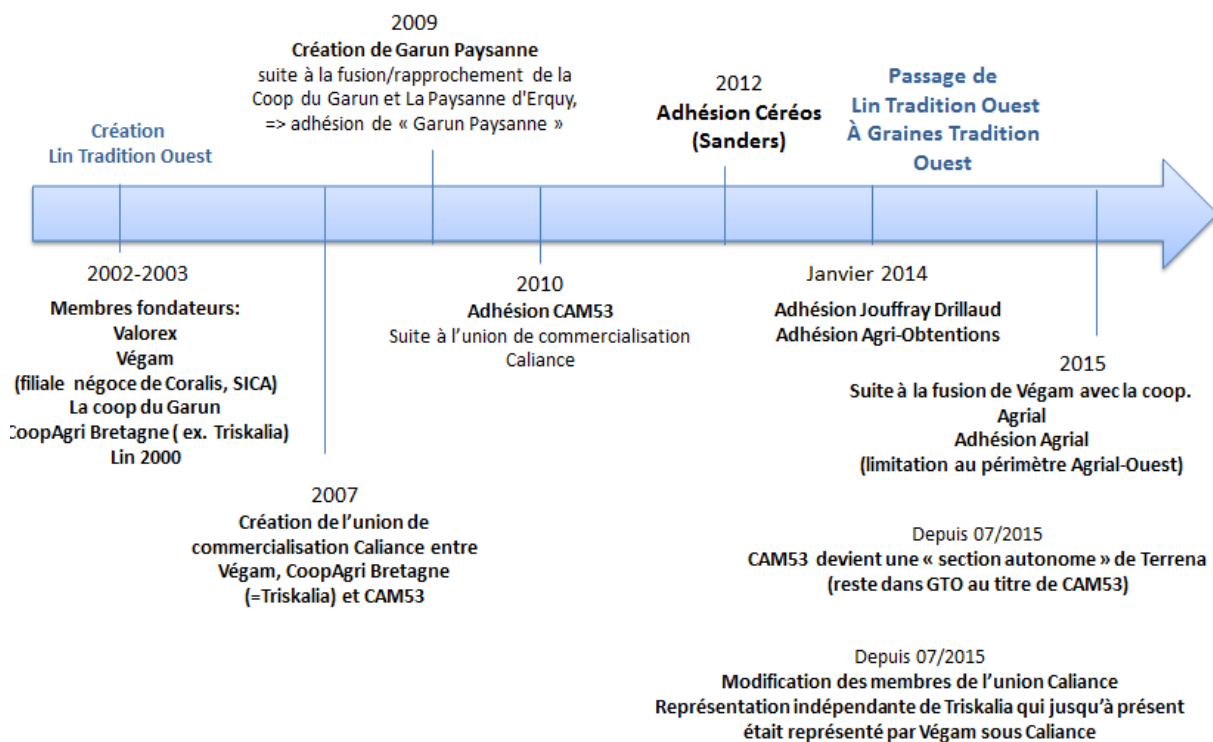 2009
Création de Garun Paysanne
suite à la fusion/rapprochement de la
Coop du Garun et La Paysanne d'Erquy,
=> adhésion de « Garun Paysanne »
2012
Adhésion Céréos
(Sanders)
Passage de
Lin Tradition Ouest
À Graines Tradition
Ouest
Création
Lin Tradition Ouest
2002-2003
Membres fondateurs:
Valorex
Végam
(filiale négoce de Coralis, SICA)
La coop du Garun
CoopAgri Bretagne ( ex. Triskalia)
Lin 2000
2007
Création de l’union de
commercialisation Caliance entre
Végam, CoopAgri Bretagne
(=Triskalia) et CAM53
2010
Adhésion CAM53
Suite à l’union de commercialisation
Caliance
Janvier 2014
Adhésion Jouffray Drillaud
Adhésion Agri-Obtentions
2015
Suite à la fusion de Végam avec la coop.
Agrial
Adhésion Agrial
(limitation au périmètre Agrial-Ouest)
Depuis 07/2015
CAM53 devient une « section autonome » de Terrena
(reste dans GTO au titre de CAM53)
Depuis 07/2015
Modification des membres de l’union Caliance
Représentation indépendante de Triskalia qui jusqu’à présent
était représenté par Végam sous Caliance